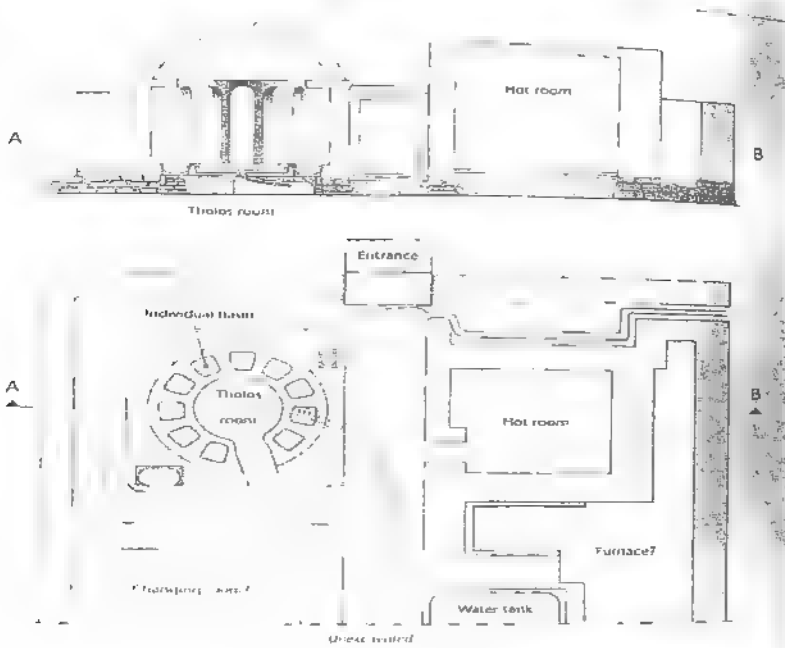 Hot room
A
B
Tholos room
Entrance
Individual basin
A
Tholos
room
Hot room
B
Furnace?
Water tank